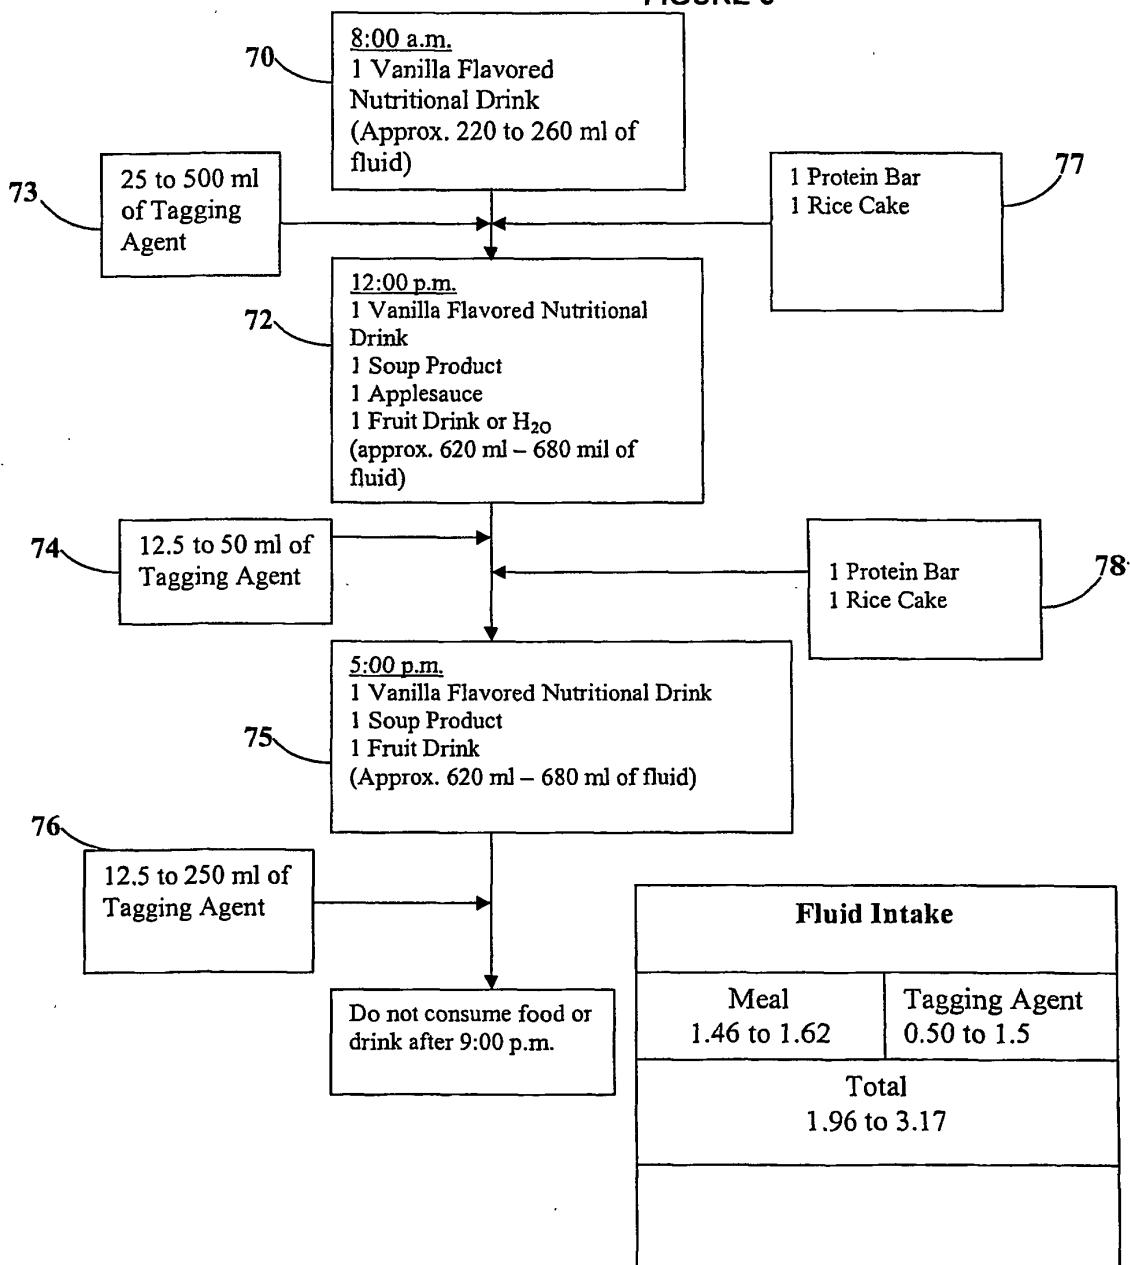 70
8:00 a.m.
1 Vanilla Flavored
Nutritional Drink
(Approx. 220 to 260 ml of
fluid)
73
25 to 500 ml
of Tagging
Agent
77
1 Protein Bar
1 Rice Cake
72
12:00 p.m.
1 Vanilla Flavored Nutritional
Drink
1 Soup Product
1 Applesauce
1 Fruit Drink or H2O
(approx. 620 ml – 680 mil of
fluid)
74
12.5 to 50 ml of
Tagging Agent
78
1 Protein Bar
1 Rice Cake
75
5:00 p.m.
1 Vanilla Flavored Nutritional Drink
1 Soup Product
1 Fruit Drink
(Approx. 620 ml – 680 ml of fluid)
76
12.5 to 250 ml of
Tagging Agent
Do not consume food or
drink after 9:00 p.m.
Fluid Intake
Meal
1.46 to 1.62
Tagging Agent
0.50 to 1.5
Total
1.96 to 3.17